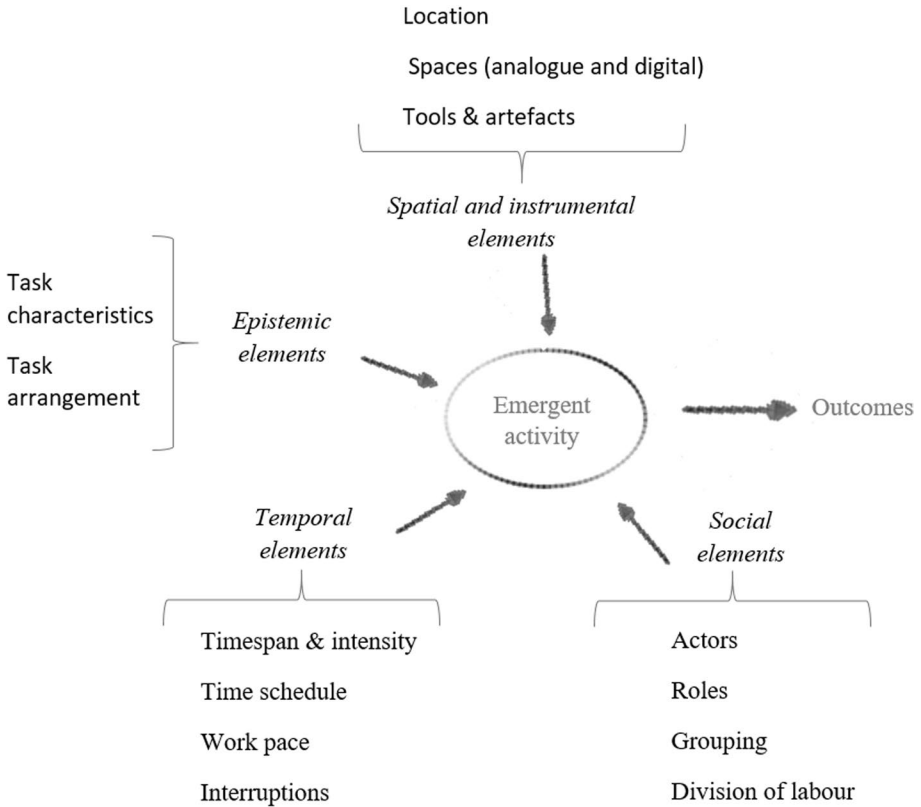 Location
Spaces (analogue and digital)
Tools & artefacts
Spatial and instrumental
elements
Task
characteristics
Task
arrangement
Epistemic
elements
Emergent
activity
Outcomes
Temporal
elements
Timespan & intensity
Time schedule
Work pace
Interruptions
Social
elements
Actors
Roles
Grouping
Division of labour